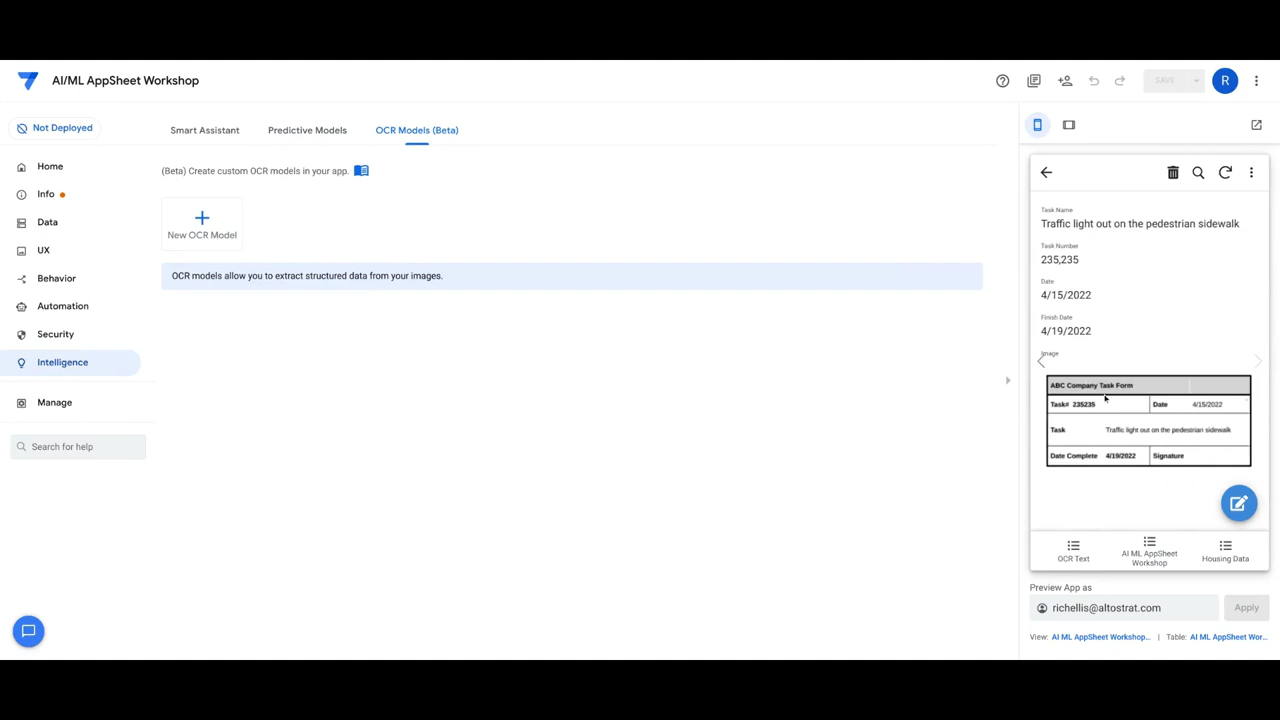 AI/ML AppSheet Workshop
SAVE
R
Not Deployed
Home
Info
Data
UX
Behavior
Automation
Security
Intelligence
Manage
Search for help
Smart Assistant
Predictive Models
OCR Models (Beta)
(Beta) Create custom OCR models in your app.
New OCR Model
OCR models allow you to extract structured data from your images.
Task Name
Traffic light out on the pedestrian sidewalk
Task Number
235,235
Date
4/15/2022
Finish Date
4/19/2022
Image
ABC Company Task Form
Task# 235235 Date 4/15/2022
Task Traffic light out on the pedestrian sidewalk
Date Complete 4/19/2022 Signature
OCR Text
AI ML AppSheet
Workshop
Housing Data
Preview App as
richellis@altostrat.com
Apply
View: AI ML AppSheet Workshop... | Table: AI ML AppSheet Wor...